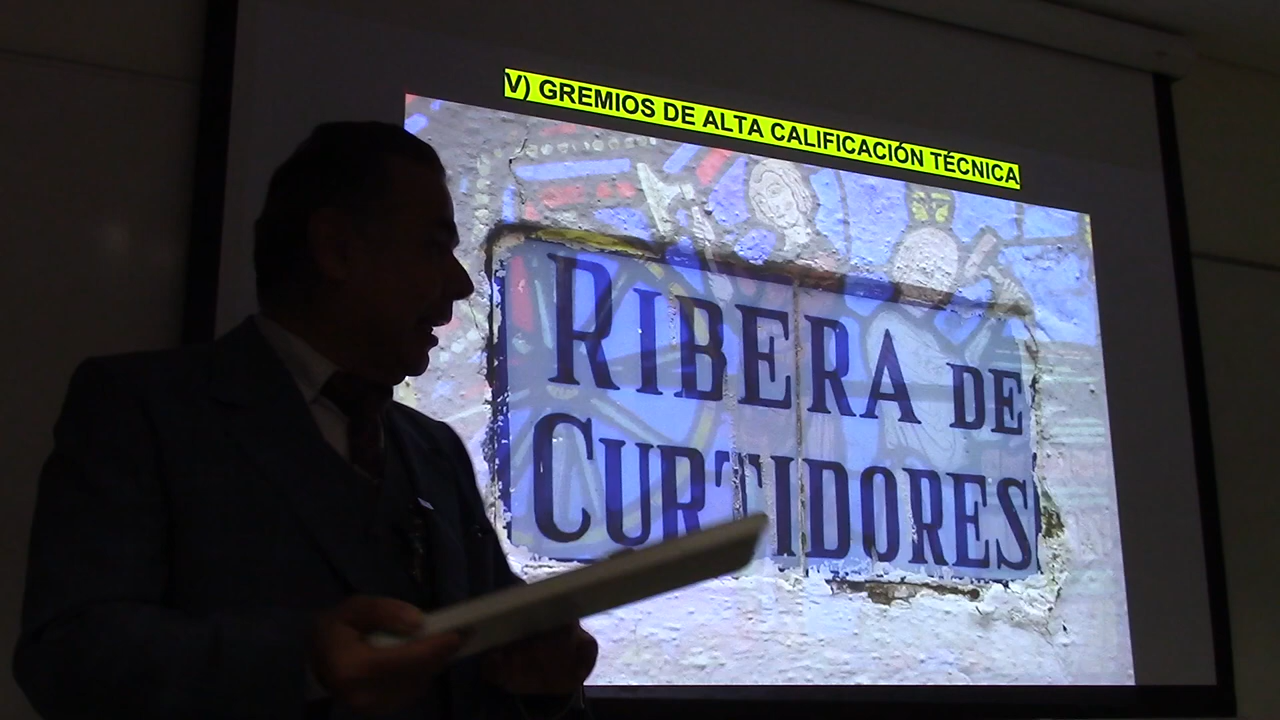 V) GREMIOS DE ALTA CALIFICACIÓN TÉCNICA
RIBERA DE
CURTIDORES